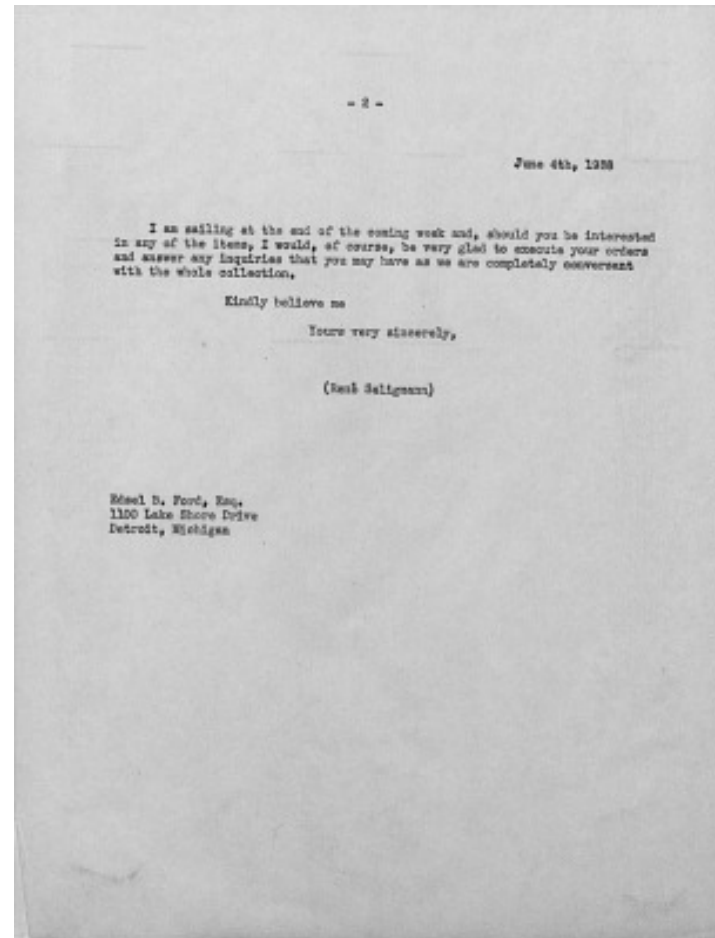 - 2 -
June 4th, 1938
I am sailing at the end of the coming week and, should you be interested
in any of the items, I would, of course, be very glad to execute your orders
and answer any inquiries that you may have as we are completely conversant
with the whole collection.
Kindly believe me
Yours very sincerely,
(René Seligmann)
Edsel B. Ford, Esq.
1100 Lake Shore Drive
Detroit, Michigan